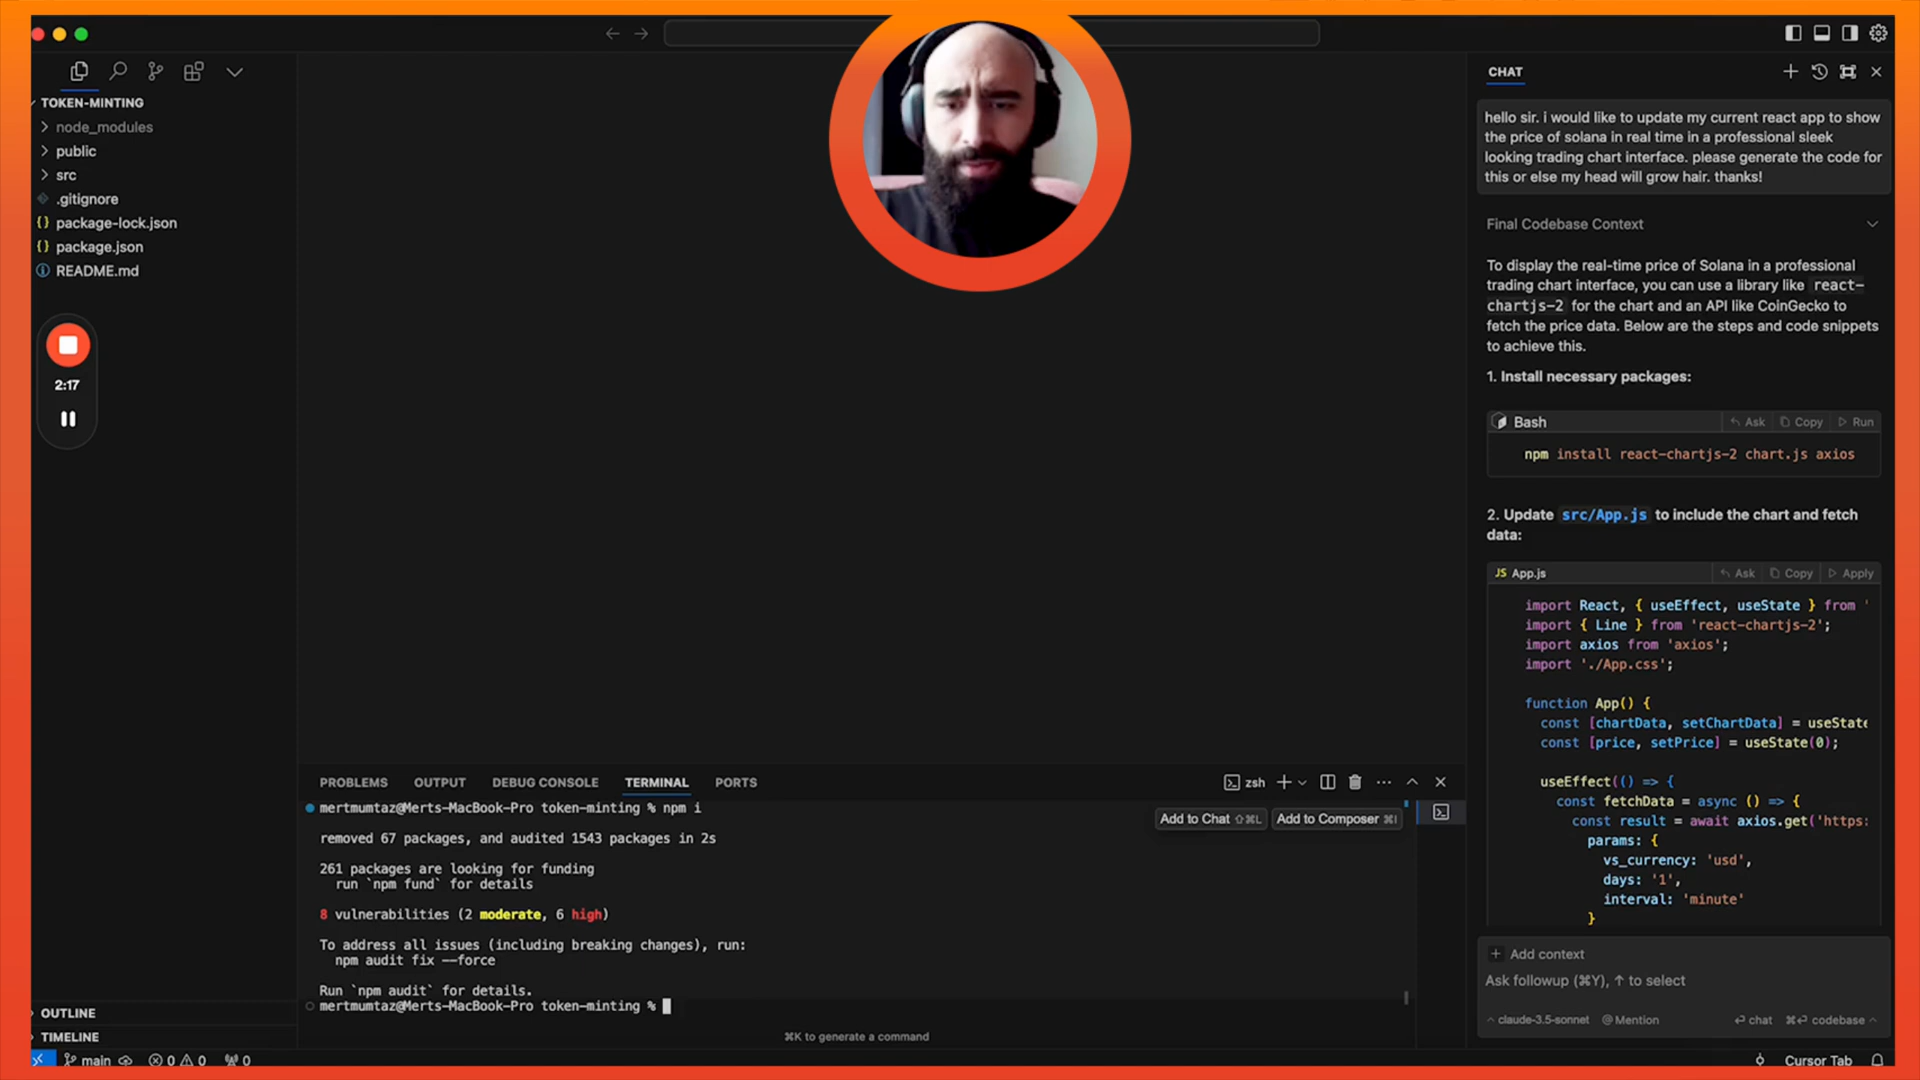 TOKEN-MINTING
node_modules
public
src
.gitignore
package-lock.json
package.json
README.md
2:17
OUTLINE
TIMELINE
main
0
0
0
PROBLEMS
OUTPUT
DEBUG CONSOLE
TERMINAL
PORTS
zsh
mertmumtaz@Merts-MacBook-Pro token-minting % npm i
Add to Chat ⇧⌘L
Add to Composer ⌘I
removed 67 packages, and audited 1543 packages in 2s
261 packages are looking for funding
run `npm fund` for details
8 vulnerabilities (2 moderate, 6 high)
To address all issues (including breaking changes), run:
npm audit fix --force
Run `npm audit` for details.
mertmumtaz@Merts-MacBook-Pro token-minting %
⌘K to generate a command
CHAT
hello sir. i would like to update my current react app to show
the price of solana in real time in a professional sleek
looking trading chart interface. please generate the code for
this or else my head will grow hair. thanks!
Final Codebase Context
To display the real-time price of Solana in a professional
trading chart interface, you can use a library like react-
chartjs-2 for the chart and an API like CoinGecko to
fetch the price data. Below are the steps and code snippets
to achieve this.
1. Install necessary packages:
Bash
Ask
Copy
Run
npm install react-chartjs-2 chart.js axios
2. Update src/App.js to include the chart and fetch
data:
JS App.js
Ask
Copy
Apply
import React, { useEffect, useState } from '
import { Line } from 'react-chartjs-2';
import axios from 'axios';
import './App.css';
function App() {
const [chartData, setChartData] = useState
const [price, setPrice] = useState(0);
useEffect(() => {
const fetchData = async () => {
const result = await axios.get('https:
params: {
vs_currency: 'usd',
days: '1',
interval: 'minute'
}
+ Add context
Ask followup (⌘Y), ↑ to select
claude-3.5-sonnet
@Mention
chat
codebase
Cursor Tab